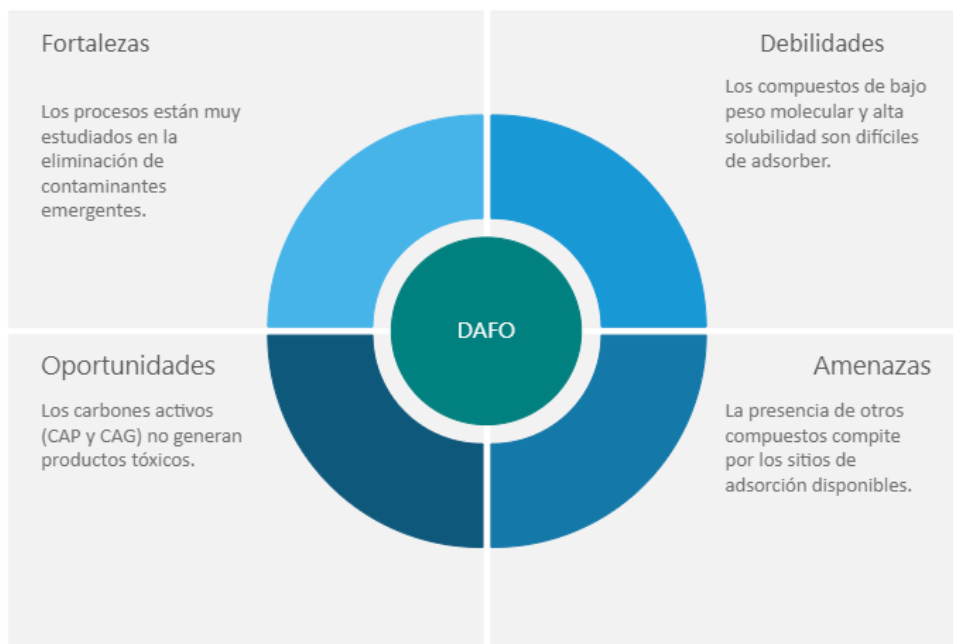 Fortalezas
Los procesos están muy
estudiados en la
eliminación de
contaminantes
emergentes.
Debilidades
Los compuestos de bajo
peso molecular y alta
solubilidad son difíciles
de adsorber.
DAFO
Oportunidades
Los carbones activos
(CAP y CAG) no generan
productos tóxicos.
Amenazas
La presencia de otros
compuestos compite
por los sitios de
adsorción disponibles.